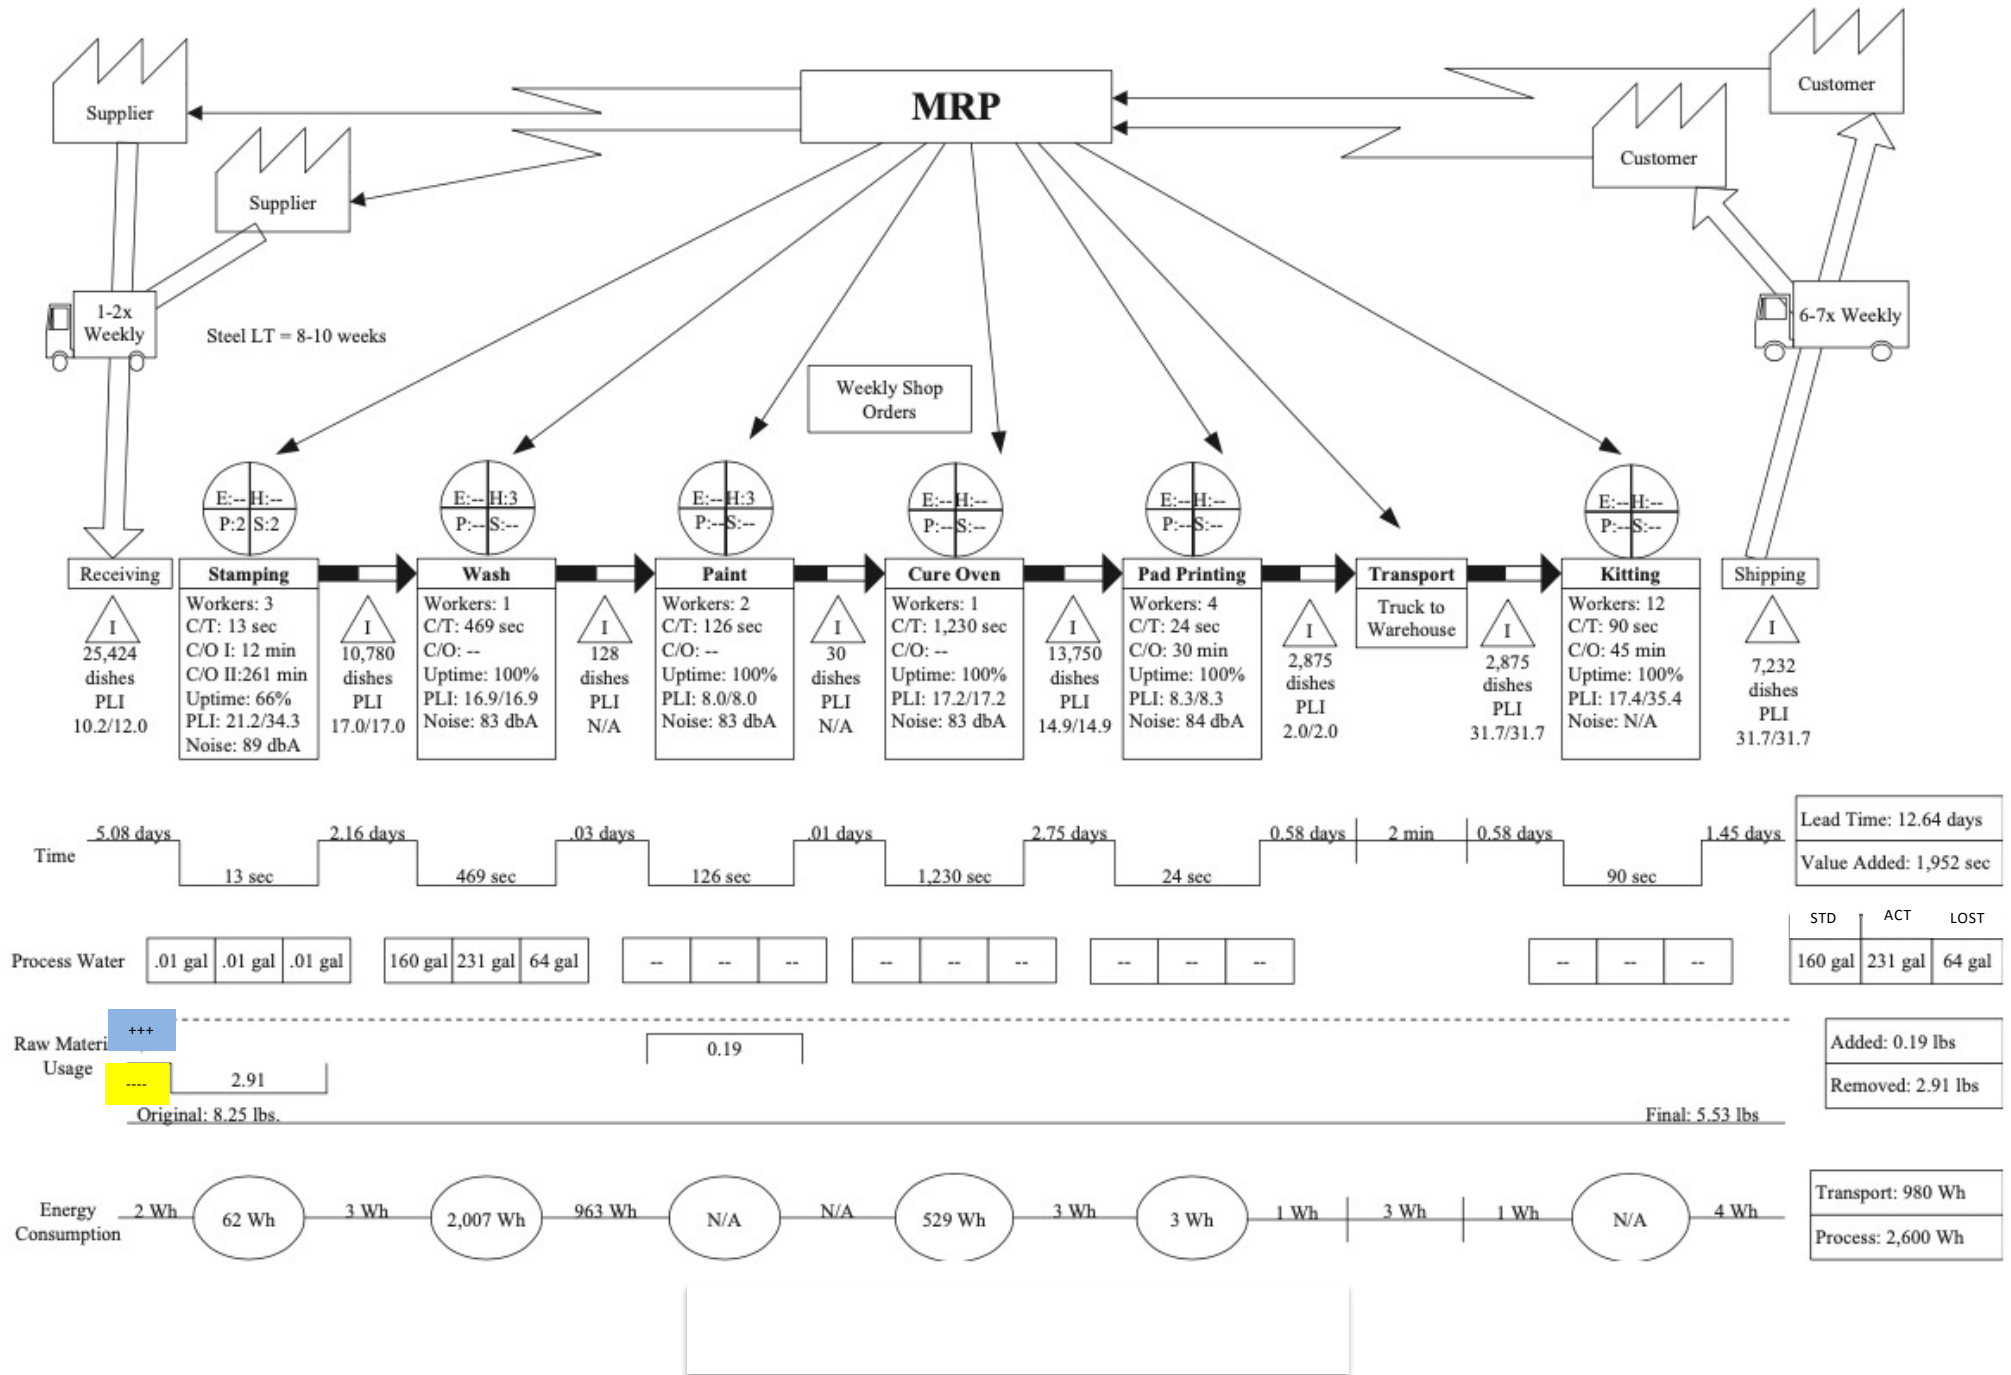 Supplier
Supplier
MRP
Customer
Customer
1-2x
Weekly
Steel LT = 8-10 weeks
6-7x Weekly
Weekly Shop
Orders
E:-- H:--
P:2 S:2
E:-- H:3
P:-- S:--
E:-- H:3
P:-- S:--
E:-- H:--
P:-- S:--
E:-- H:--
P:-- S:--
E:-- H:--
P:-- S:--
Receiving
I
25,424
dishes
PLI
10.2/12.0
Stamping
Workers: 3
C/T: 13 sec
C/O I: 12 min
C/O II:261 min
Uptime: 66%
PLI: 21.2/34.3
Noise: 89 dbA
I
10,780
dishes
PLI
17.0/17.0
Wash
Workers: 1
C/T: 469 sec
C/O: --
Uptime: 100%
PLI: 16.9/16.9
Noise: 83 dbA
I
128
dishes
PLI
N/A
Paint
Workers: 2
C/T: 126 sec
C/O: --
Uptime: 100%
PLI: 8.0/8.0
Noise: 83 dbA
I
30
dishes
PLI
N/A
Cure Oven
Workers: 1
C/T: 1,230 sec
C/O: --
Uptime: 100%
PLI: 17.2/17.2
Noise: 83 dbA
I
13,750
dishes
PLI
14.9/14.9
Pad Printing
Workers: 4
C/T: 24 sec
C/O: 30 min
Uptime: 100%
PLI: 8.3/8.3
Noise: 84 dbA
I
2,875
dishes
PLI
2.0/2.0
Transport
Truck to
Warehouse
I
2,875
dishes
PLI
31.7/31.7
Kitting
Workers: 12
C/T: 90 sec
C/O: 45 min
Uptime: 100%
PLI: 17.4/35.4
Noise: N/A
Shipping
I
7,232
dishes
PLI
31.7/31.7
Time
5.08 days
13 sec
2.16 days
469 sec
.03 days
126 sec
.01 days
1,230 sec
2.75 days
24 sec
0.58 days
2 min
0.58 days
90 sec
1.45 days
Lead Time: 12.64 days
Value Added: 1,952 sec
STD ACT LOST
Process Water
.01 gal .01 gal .01 gal
160 gal 231 gal 64 gal
-- -- --
-- -- --
-- -- --
-- -- --
160 gal 231 gal 64 gal
+++
Raw
Usage
----
2.91
0.19
Added: 0.19 lbs
Removed: 2.91 lbs
Original: 8.25 lbs.
Final: 5.53 lbs
Energy
Consumption
2 Wh
62 Wh
3 Wh
2,007 Wh
963 Wh
N/A
N/A
529 Wh
3 Wh
3 Wh
1 Wh
3 Wh
1 Wh
N/A
4 Wh
Transport: 980 Wh
Process: 2,600 Wh